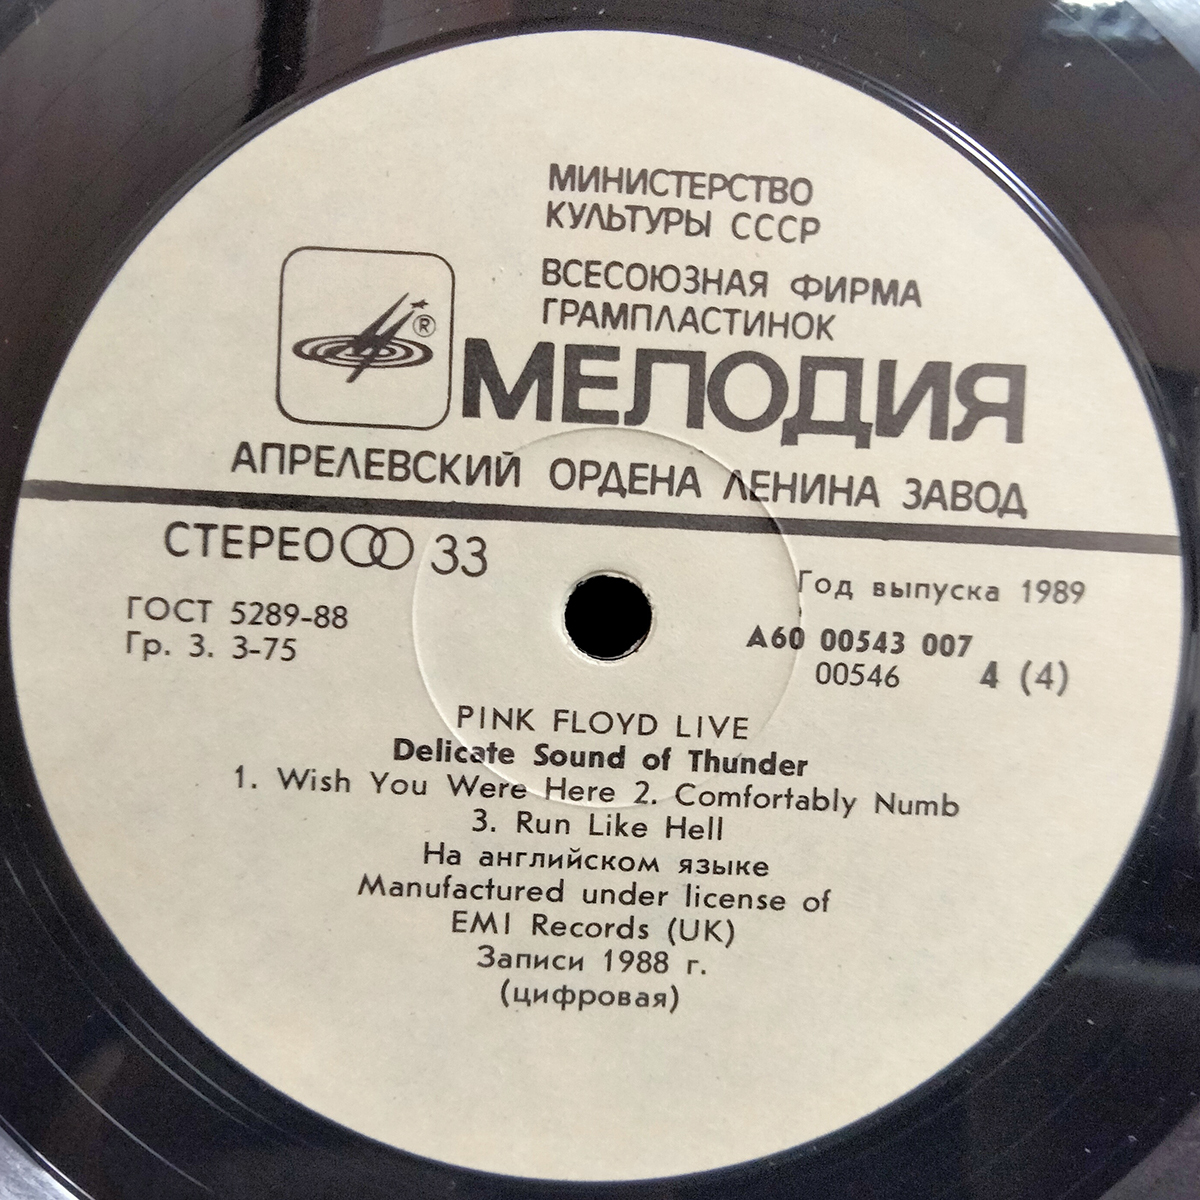 МИНИСТЕРСТВО
КУЛЬТУРЫ СССР
ВСЕСОЮЗНАЯ ФИРМА
ГРАМПЛАСТИНОК
®
МЕЛОДИЯ
АПРЕЛЕВСКИЙ ОРДЕНА ЛЕНИНА ЗАВОД
СТЕРЕО 33
ГОСТ 5289-88
Гр. 3. 3-75
Год выпуска 1989
А60 00543 007
00546 4 (4)
PINK FLOYD LIVE
Delicate Sound of Thunder
1. Wish You Were Here 2. Comfortably Numb
3. Run Like Hell
На английском языке
Manufactured under license of
EMI Records (UK)
Записи 1988 г.
(цифровая)